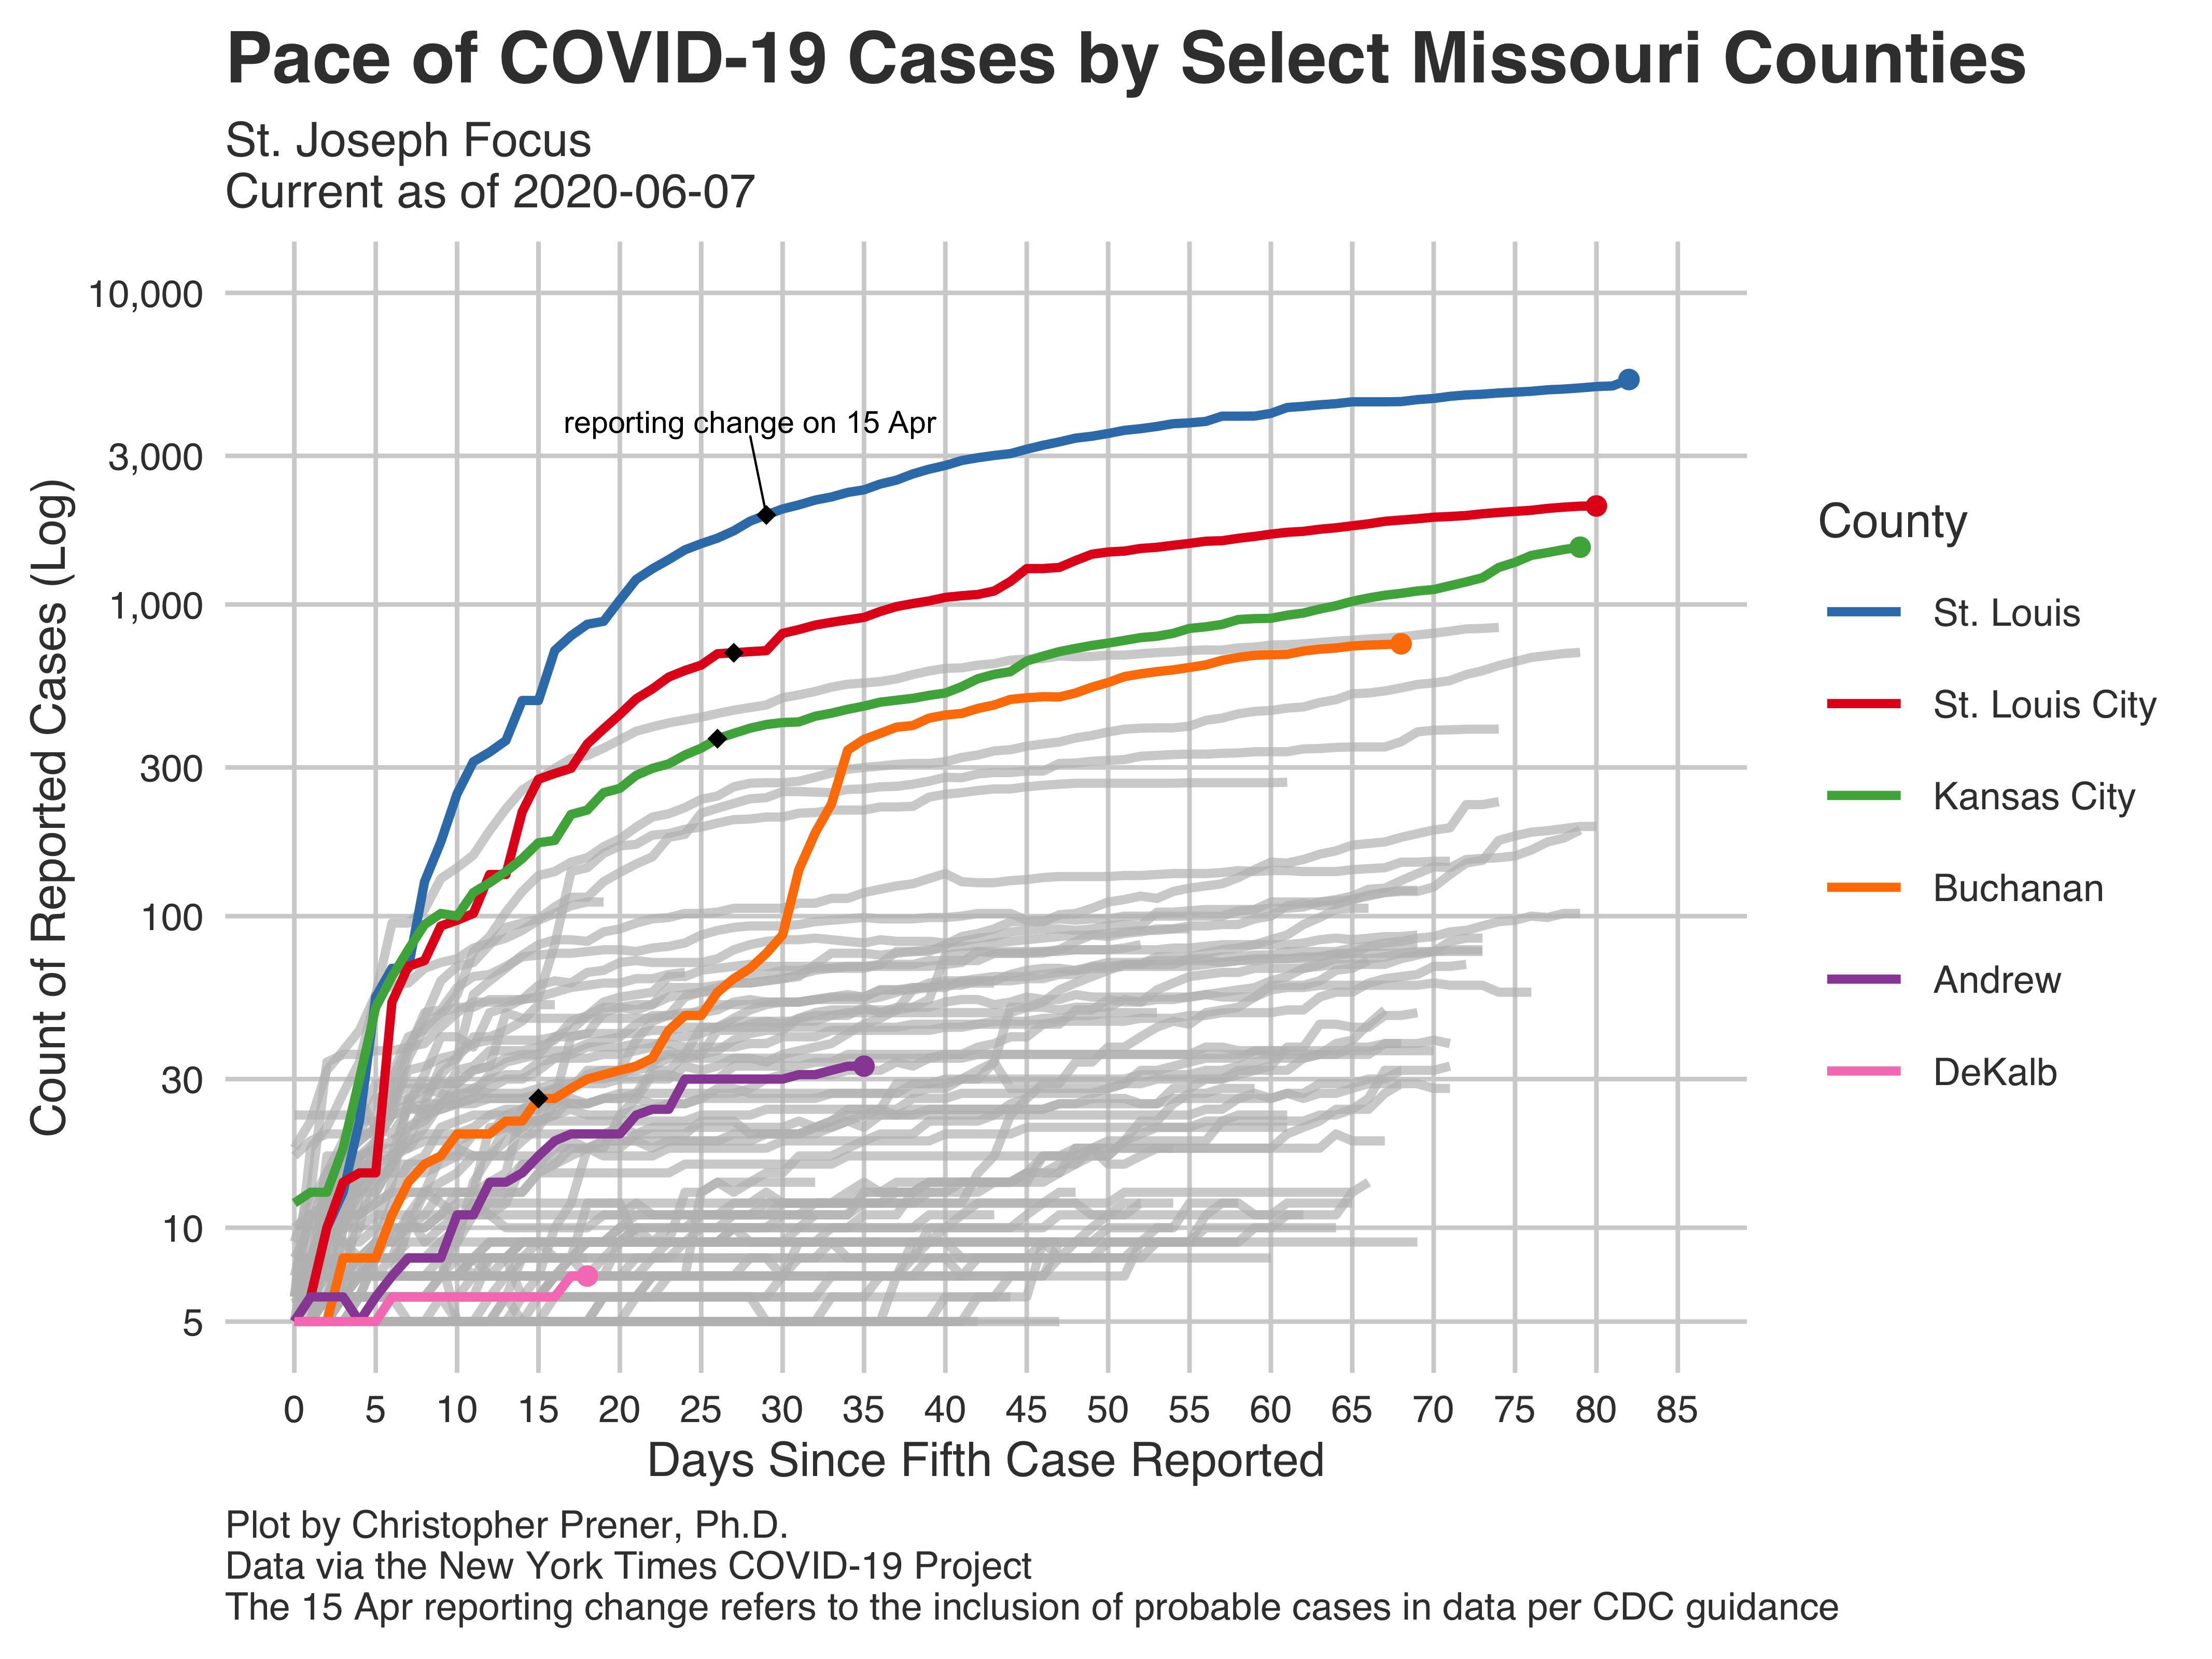 Pace of COVID-19 Cases by Select Missouri Counties
St. Joseph Focus
Current as of 2020-06-07
10,000
3,000
1,000
300
100
30
10
5
Count of Reported Cases (Log)
reporting change on 15 Apr
0 5 10 15 20 25 30 35 40 45 50 55 60 65 70 75 80 85
Days Since Fifth Case Reported
County
St. Louis
St. Louis City
Kansas City
Buchanan
Andrew
DeKalb
Plot by Christopher Prener, Ph.D.
Data via the New York Times COVID-19 Project
The 15 Apr reporting change refers to the inclusion of probable cases in data per CDC guidance